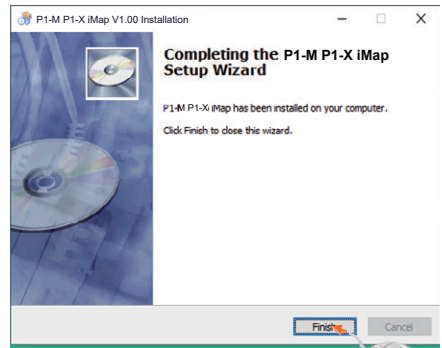 P1-M P1-X iMap V1.00 Installation
Completing the P1-M P1-X iMap
Setup Wizard
P1-M P1-X iMap has been installed on your computer.
Click Finish to close this wizard.
Finish
Cancel